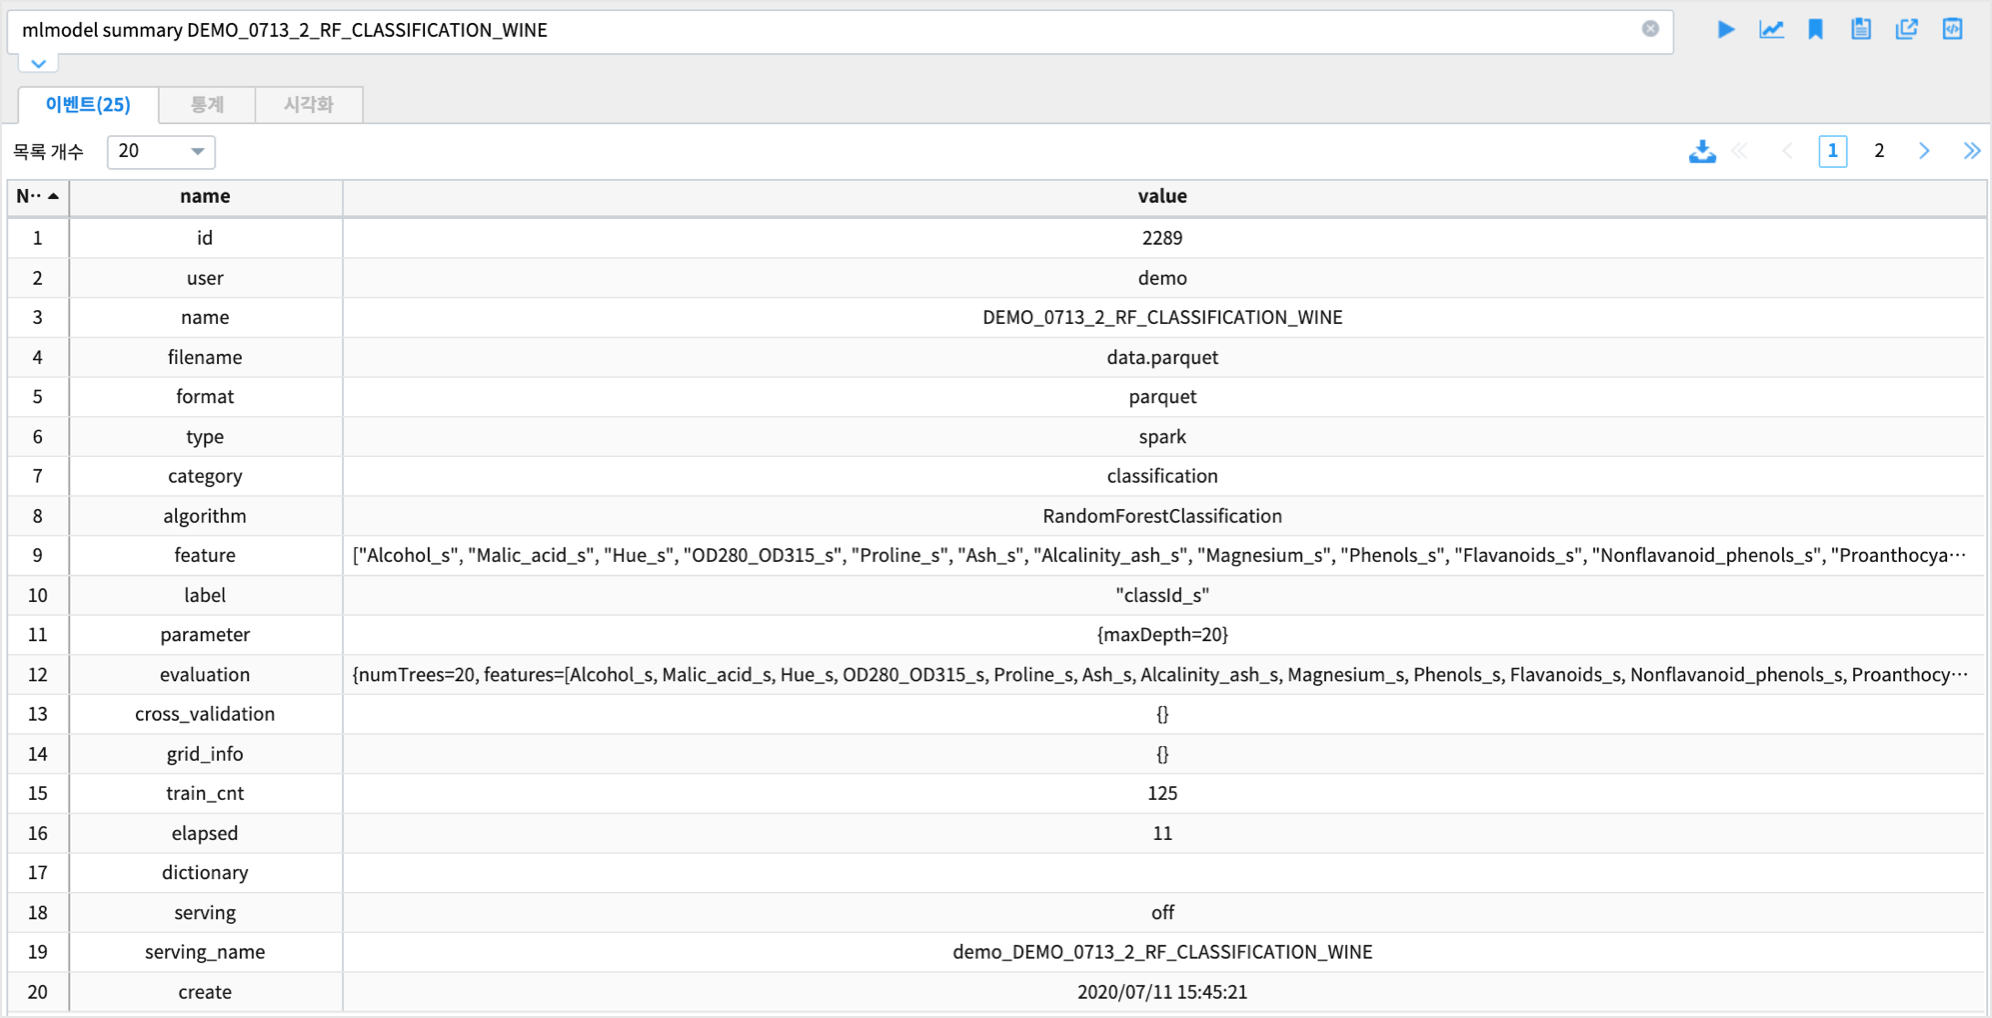 mlmodel summary DEMO_0713_2_RF_CLASSIFICATION_WINE
이벤트(25) 통계 시각화
목록 개수 20 1 2
N·· name value
1 id 2289
2 user demo
3 name DEMO_0713_2_RF_CLASSIFICATION_WINE
4 filename data.parquet
5 format parquet
6 type spark
7 category classification
8 algorithm RandomForestClassification
9 feature ["Alcohol_s", "Malic_acid_s", "Hue_s", "OD280_OD315_s", "Proline_s", "Ash_s", "Alcalinity_ash_s", "Magnesium_s", "Phenols_s", "Flavanoids_s", "Nonflavanoid_phenols_s", "Proanthocya···
10 label "classId_s"
11 parameter {maxDepth=20}
12 evaluation {numTrees=20, features=[Alcohol_s, Malic_acid_s, Hue_s, OD280_OD315_s, Proline_s, Ash_s, Alcalinity_ash_s, Magnesium_s, Phenols_s, Flavanoids_s, Nonflavanoid_phenols_s, Proanthocy···
13 cross_validation {}
14 grid_info {}
15 train_cnt 125
16 elapsed 11
17 dictionary
18 serving off
19 serving_name demo_DEMO_0713_2_RF_CLASSIFICATION_WINE
20 create 2020/07/11 15:45:21